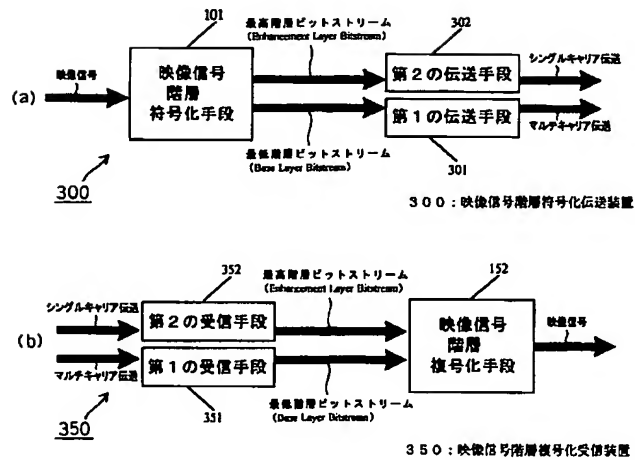 (a)
映像信号
101
映像信号
階層
符号化手段
最高階層ビットストリーム
(Enhancement Layer Bitstream)
最低階層ビットストリーム
(Base Layer Bitstream)
302
第2の伝送手段
第1の伝送手段
301
シングルキャリア伝送
マルチキャリア伝送
300
300:映像信号階層符号化伝送装置
(b)
シングルキャリア伝送
マルチキャリア伝送
352
第2の受信手段
第1の受信手段
351
最高階層ビットストリーム
(Enhancement Layer Bitstream)
最低階層ビットストリーム
(Base Layer Bitstream)
152
映像信号
階層
複号化手段
映像信号
350
350:映像信号階層複号化受信装置